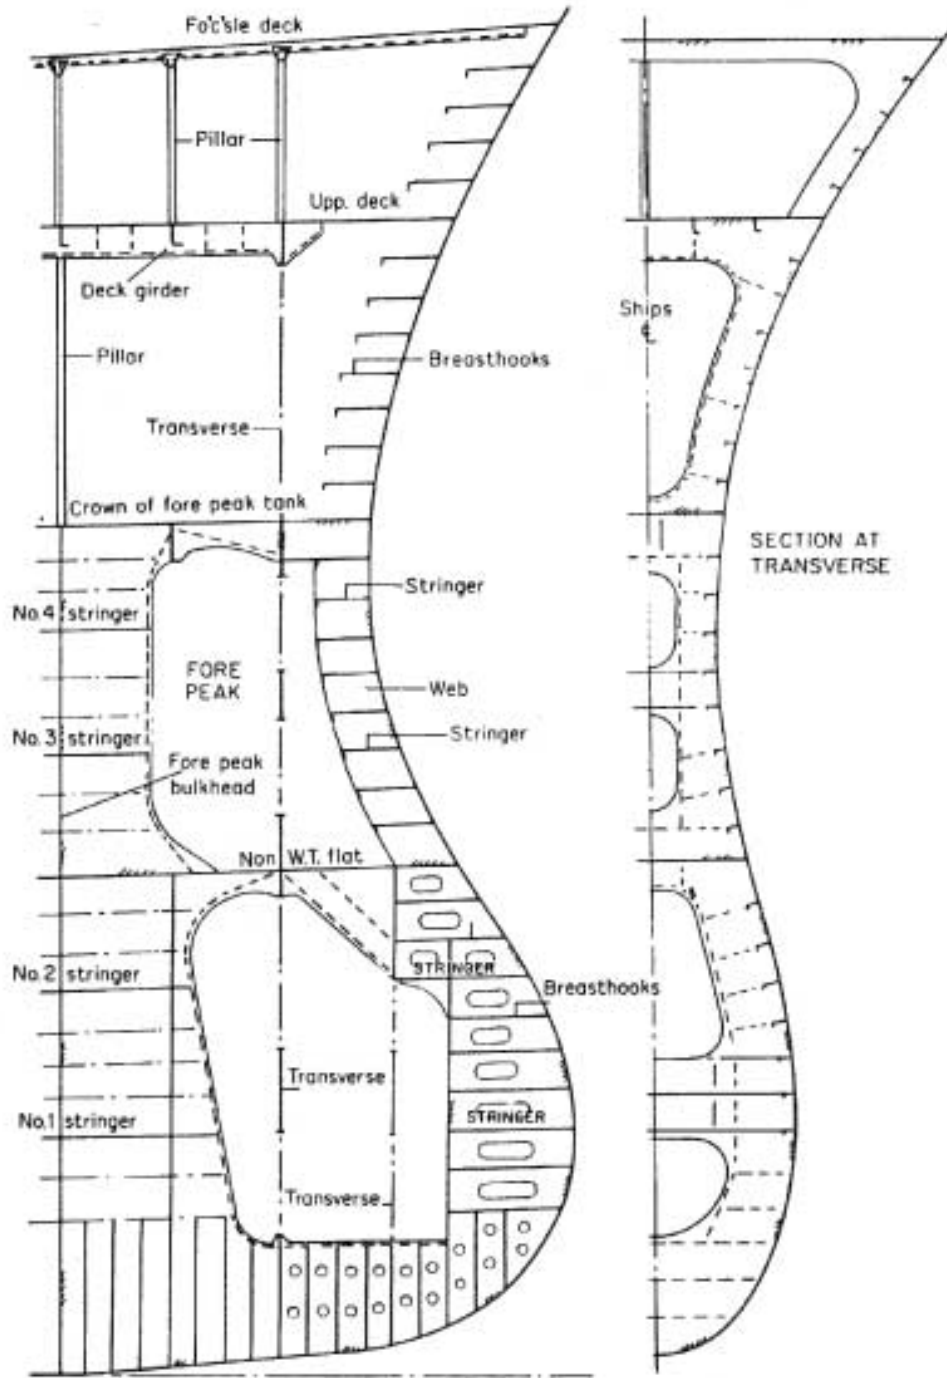 Fo'c'sle deck
Pillar
Upp. deck
Deck girder
Ships
℄
Pillar
Breasthooks
Transverse
Crown of fore peak tank
SECTION AT
TRANSVERSE
Stringer
No.4 stringer
FORE
PEAK
Web
Stringer
No.3 stringer
Fore peak
bulkhead
Non W.T. flat
No.2 stringer
STRINGER
Breasthooks
Transverse
No.1 stringer
STRINGER
Transverse